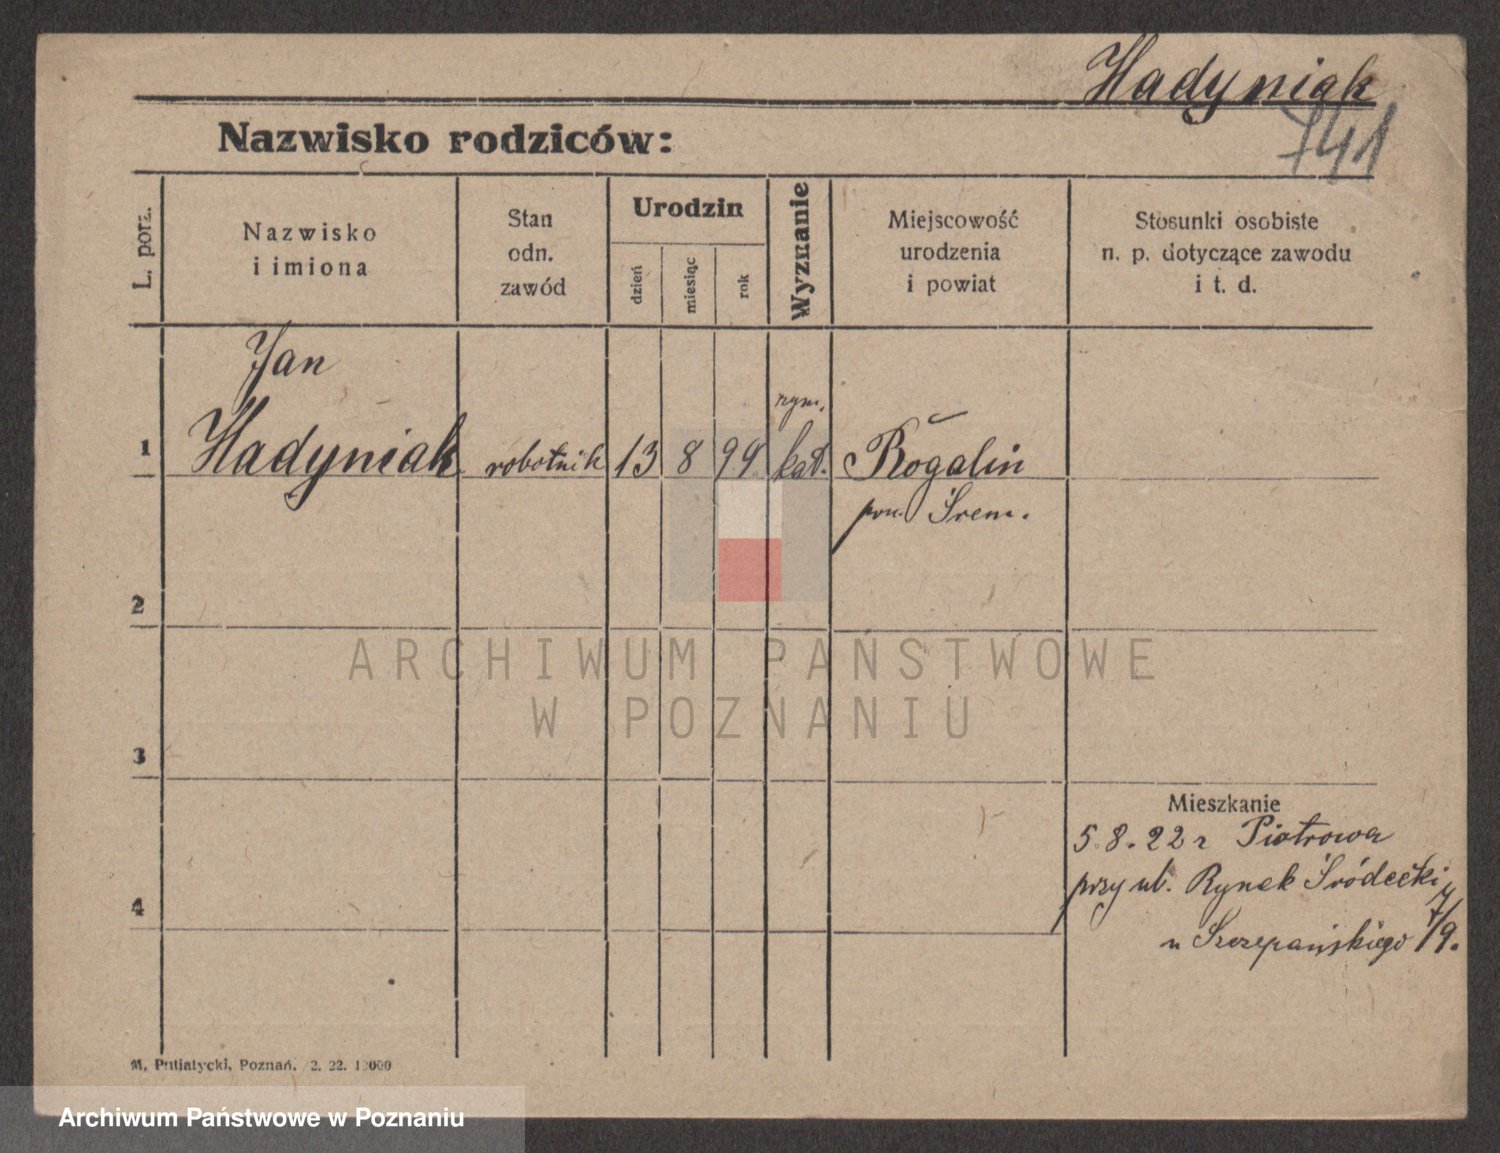 Hadyniak
741
Nazwisko rodziców:
L. porz.
Nazwisko
i imiona
Stan
odn.
zawód
Urodzin
dzień
miesiąc
rok
Wyznanie
Miejscowość
urodzenia
i powiat
Stosunki osobiste
n. p. dotyczące zawodu
i t. d.
Jan
rzym.
1 Hadyniak robotnik 13 8 99 kat. Rogalin
pow. Śrem.
2
ARCHIWUM PAŃSTWOWE
W POZNANIU
3
Mieszkanie
5.8.22 r Piotrowa
przy ul. Rynek Śródecki
4
u Szczepańskiego 7/9.
M. Putiatycki, Poznań. 2. 22. 10000
Archiwum Państwowe w Poznaniu